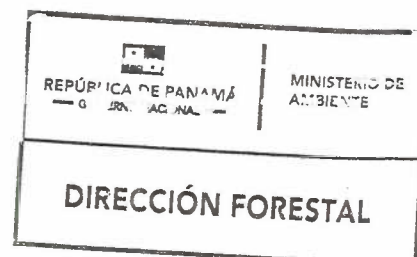 REPÚBLICA DE PANAMÁ
MINISTERIO DE
AMBIENTE
DIRECCIÓN FORESTAL